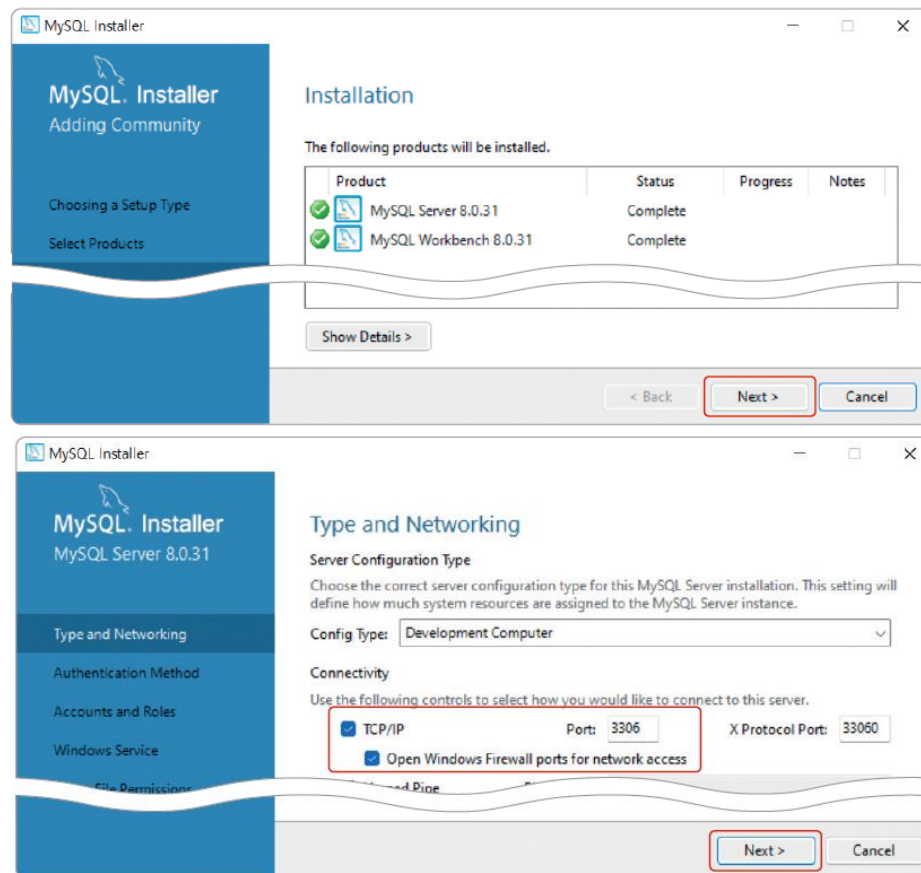 MySQL Installer
MySQL. Installer
Adding Community
Choosing a Setup Type
Select Products
Installation
The following products will be installed.
Product Status Progress Notes
MySQL Server 8.0.31 Complete
MySQL Workbench 8.0.31 Complete
Show Details >
< Back Next > Cancel
MySQL Installer
MySQL. Installer
MySQL Server 8.0.31
Type and Networking
Authentication Method
Accounts and Roles
Windows Service
File Permissions
Type and Networking
Server Configuration Type
Choose the correct server configuration type for this MySQL Server installation. This setting will
define how much system resources are assigned to the MySQL Server instance.
Config Type: Development Computer
Connectivity
Use the following controls to select how you would like to connect to this server.
TCP/IP Port: 3306 X Protocol Port: 33060
Open Windows Firewall ports for network access
Pipe
Next > Cancel